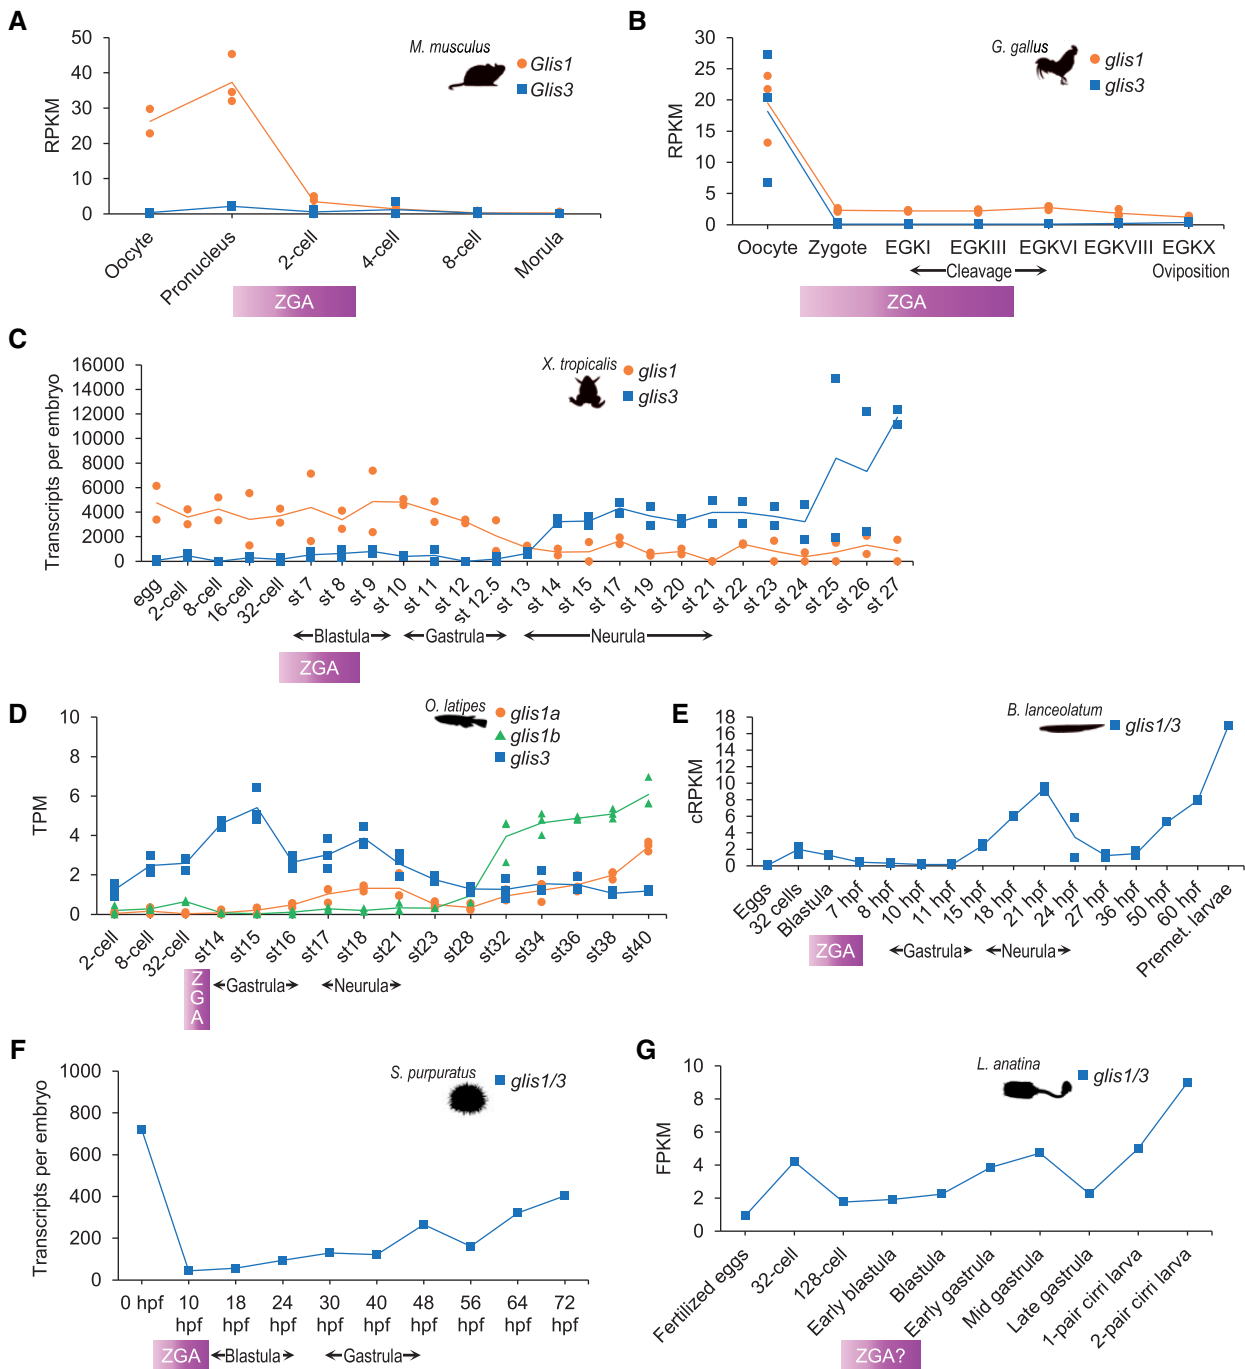 A
50
40
30
20
10
0
RPKM
M. musculus
Glis1
Glis3
Oocyte
Pronucleus
2-cell
4-cell
8-cell
Morula
ZGA
B
30
25
20
15
10
5
0
RPKM
G. gallus
glis1
glis3
Oocyte Zygote EGKI EGKIII EGKVI EGKVIII EGKX
Cleavage Oviposition
ZGA
C
16000
14000
12000
10000
8000
6000
4000
2000
0
Transcripts per embryo
X. tropicalis
glis1
glis3
egg
2-cell
8-cell
16-cell
32-cell
st 7
st 8
st 9
st 10
st 11
st 12
st 12.5
st 13
st 14
st 15
st 17
st 19
st 20
st 21
st 22
st 23
st 24
st 25
st 26
st 27
Blastula Gastrula Neurula
ZGA
D
10
8
6
4
2
0
TPM
O. latipes
glis1a
glis1b
glis3
2-cell
8-cell
32-cell
st14
st15
st16
st17
st18
st21
st23
st28
st32
st34
st36
st38
st40
Z
G
A
Gastrula Neurula
E
18
16
14
12
10
8
6
4
2
0
cRPKM
B. lanceolatum
glis1/3
Eggs
32 cells
Blastula
7 hpf
8 hpf
10 hpf
11 hpf
15 hpf
18 hpf
21 hpf
24 hpf
27 hpf
36 hpf
50 hpf
60 hpf
Premet. larvae
ZGA Gastrula Neurula
F
1000
800
600
400
200
0
Transcripts per embryo
S. purpuratus
glis1/3
0 hpf 10 18 24 30 40 48 56 64 72
hpf hpf hpf hpf hpf hpf hpf hpf hpf
ZGA Blastula Gastrula
G
10
8
6
4
2
0
FPKM
L. anatina
glis1/3
Fertilized eggs
32-cell
128-cell
Early blastula
Blastula
Early gastrula
Mid gastrula
Late gastrula
1-pair cirri larva
2-pair cirri larva
ZGA?